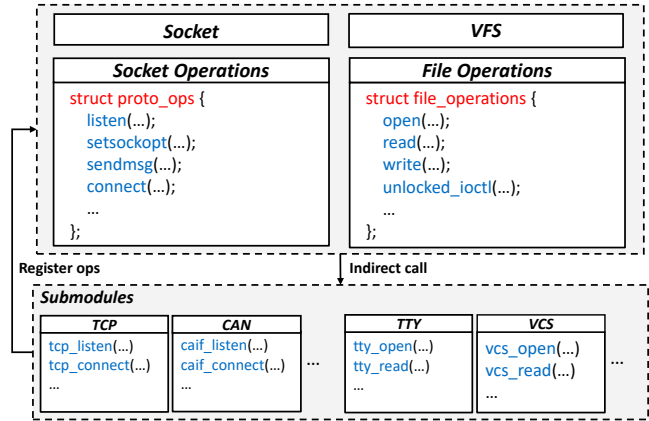 Socket
VFS
Socket Operations
struct proto_ops {
listen(...);
setsockopt(...);
sendmsg(...);
connect(...);
...
};
File Operations
struct file_operations {
open(...);
read(...);
write(...);
unlocked_ioctl(...);
...
};
Register ops
Indirect call
Submodules
TCP
tcp_listen(...)
tcp_connect(...)
...
CAN
caif_listen(...)
caif_connect(...)
...
...
TTY
tty_open(...)
tty_read(...)
...
VCS
vcs_open(...)
vcs_read(...)
...
...